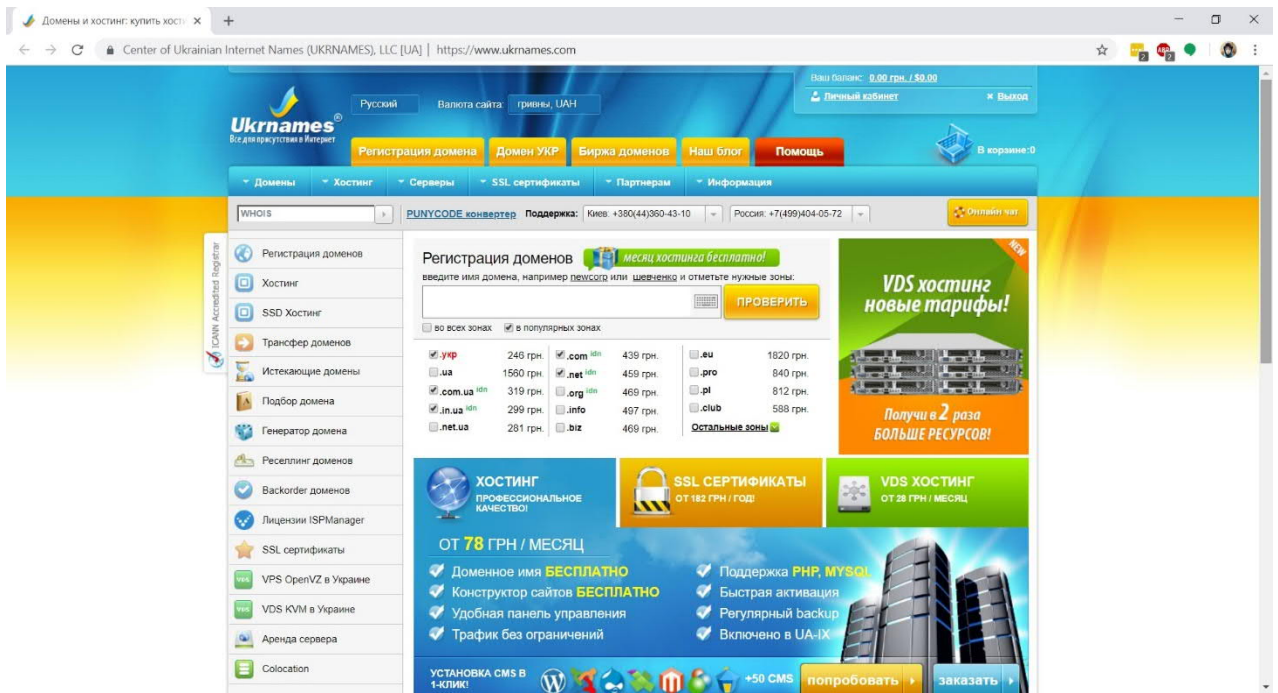 Домены и хостинг: купить хости
Center of Ukrainian Internet Names (UKRNAMES), LLC [UA] | https://www.ukrnames.com
2
ABP
2
Ваш баланс: 0.00 грн. / $0.00
Личный кабинет
Выход
Русский
Валюта сайта: гривны, UAH
Ukrnames®
Все для присутствия в Интернет
Регистрация домена
Домен УКР
Биржа доменов
Наш блог
Помощь
В корзине:0
Домены
Хостинг
Серверы
SSL сертификаты
Партнерам
Информация
WHOIS
PUNYCODE конвертер
Поддержка:
Киев: +380(44)360-43-10
Россия: +7(499)404-05-72
Онлайн чат
ICANN Accredited Registrar
Регистрация доменов
Хостинг
SSD Хостинг
Трансфер доменов
Истекающие домены
Подбор домена
Генератор домена
Реселлинг доменов
Backorder доменов
Лицензии ISPManager
SSL сертификаты
VPS OpenVZ в Украине
VDS KVM в Украине
Аренда сервера
Colocation
Регистрация доменов
месяц хостинга бесплатно!
введите имя домена, например newcorp или шевченко и отметьте нужные зоны:
ПРОВЕРИТЬ
во всех зонах
в популярных зонах
.укр 246 грн.
.com idn 439 грн.
.eu 1820 грн.
.ua 1560 грн.
.net idn 459 грн.
.pro 840 грн.
.com.ua idn 319 грн.
.org idn 469 грн.
.pl 812 грн.
.in.ua idn 299 грн.
.info 497 грн.
.club 588 грн.
.net.ua 281 грн.
.biz 469 грн.
Остальные зоны
NEW
VDS хостинг
новые тарифы!
Получи в 2 раза
БОЛЬШЕ РЕСУРСОВ!
ХОСТИНГ
ПРОФЕССИОНАЛЬНОЕ
КАЧЕСТВО!
SSL СЕРТИФИКАТЫ
ОТ 182 ГРН / ГОД!
VDS ХОСТИНГ
ОТ 28 ГРН / МЕСЯЦ
ОТ 78 ГРН / МЕСЯЦ
Доменное имя БЕСПЛАТНО
Конструктор сайтов БЕСПЛАТНО
Удобная панель управления
Трафик без ограничений
Поддержка PHP, MYSQL
Быстрая активация
Регулярный backup
Включено в UA-IX
УСТАНОВКА CMS В
1-КЛИК!
+50 CMS
попробовать
заказать